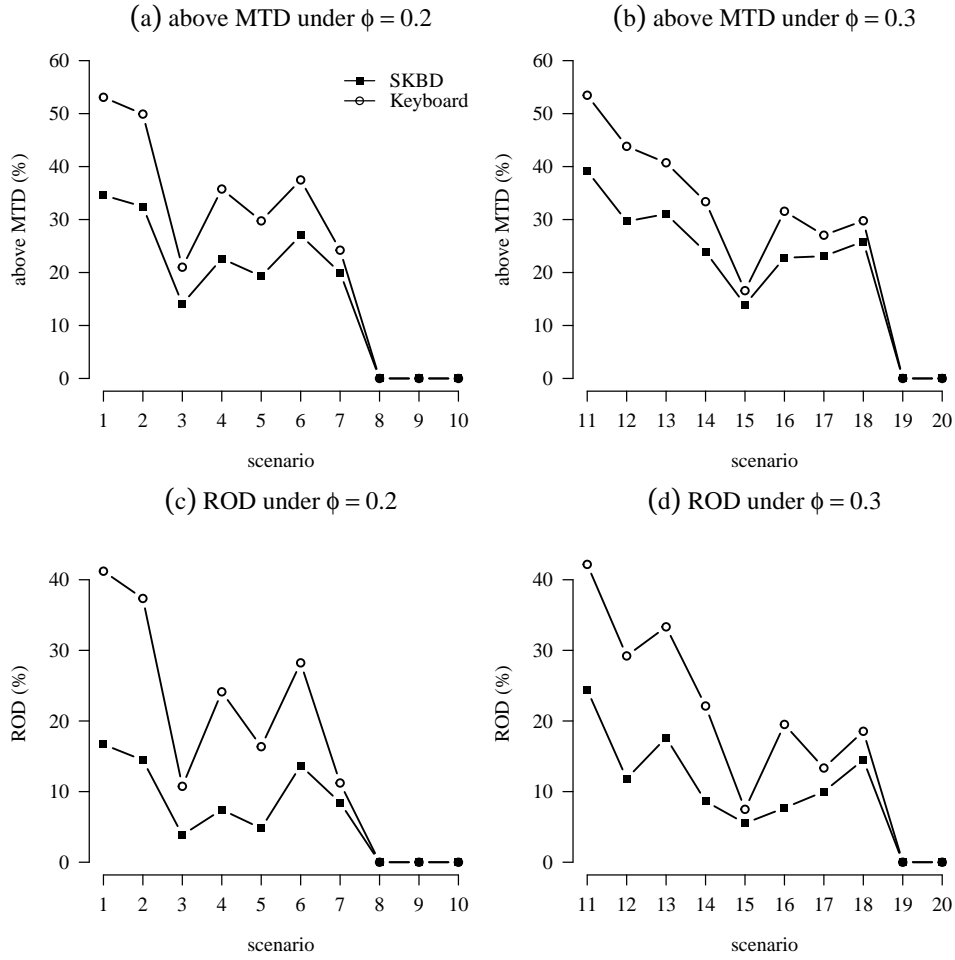 (a) above MTD under ϕ = 0.2
above MTD (%)
60
50
40
30
20
10
0
SKBD
Keyboard
1 2 3 4 5 6 7 8 9 10
scenario
(b) above MTD under ϕ = 0.3
above MTD (%)
60
50
40
30
20
10
0
11 12 13 14 15 16 17 18 19 20
scenario
(c) ROD under ϕ = 0.2
ROD (%)
40
30
20
10
0
1 2 3 4 5 6 7 8 9 10
scenario
(d) ROD under ϕ = 0.3
ROD (%)
40
30
20
10
0
11 12 13 14 15 16 17 18 19 20
scenario